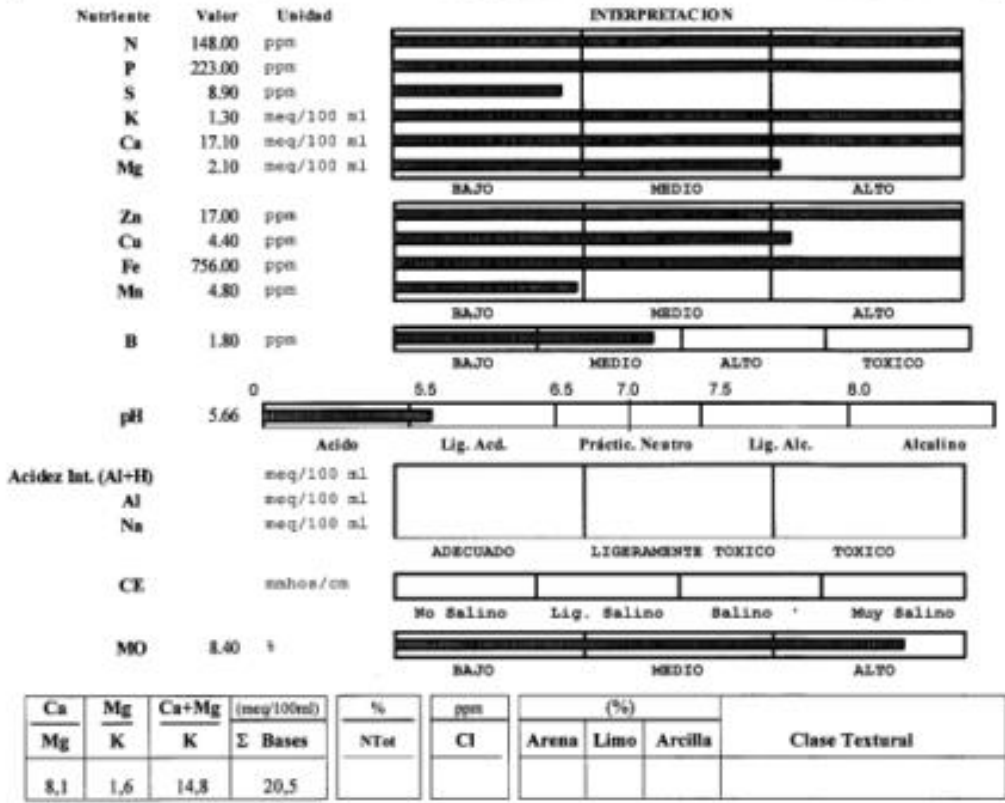 Nutriente Valor Unidad INTERPRETACION
N 148.00 ppm
P 223.00 ppm
S 8.90 ppm
K 1.30 meq/100 ml
Ca 17.10 meq/100 ml
Mg 2.10 meq/100 ml
BAJO MEDIO ALTO
Zn 17.00 ppm
Cu 4.40 ppm
Fe 756.00 ppm
Mn 4.80 ppm
BAJO MEDIO ALTO
B 1.80 ppm
BAJO MEDIO ALTO TOXICO
0 5.5 6.5 7.0 7.5 8.0
pH 5.66
Acido Lig. Acd. Práctic. Neutro Lig. Alc. Alcalino
Acidez Int. (Al+H) meq/100 ml
Al meq/100 ml
Na meq/100 ml
ADECUADO LIGERAMENTE TOXICO TOXICO
CE mmhos/cm
No Salino Lig. Salino Salino Muy Salino
MO 8.40 %
BAJO MEDIO ALTO
Ca Mg Ca+Mg (meq/100ml) % ppm (%)
Mg K K Σ Bases NTot Cl Arena Limo Arcilla Clase Textural
8,1 1,6 14,8 20,5